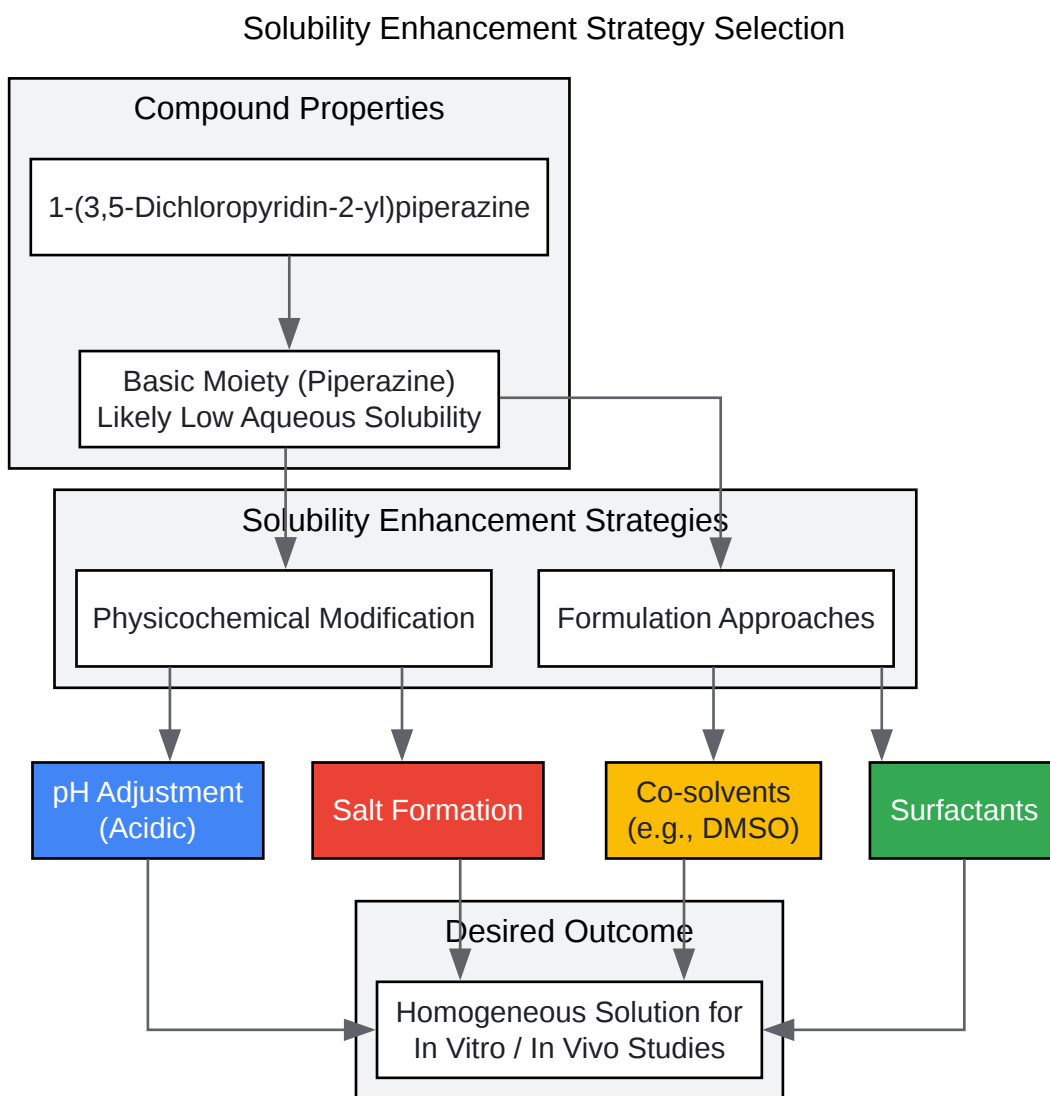 Solubility Enhancement Strategy Selection
Compound Properties
1-(3,5-Dichloropyridin-2-yl)piperazine
Basic Moiety (Piperazine)
Likely Low Aqueous Solubility
Solubility Enhancement Strategies
Physicochemical Modification
Formulation Approaches
pH Adjustment
(Acidic)
Salt Formation
Co-solvents
(e.g., DMSO)
Surfactants
Desired Outcome
Homogeneous Solution for
In Vitro / In Vivo Studies